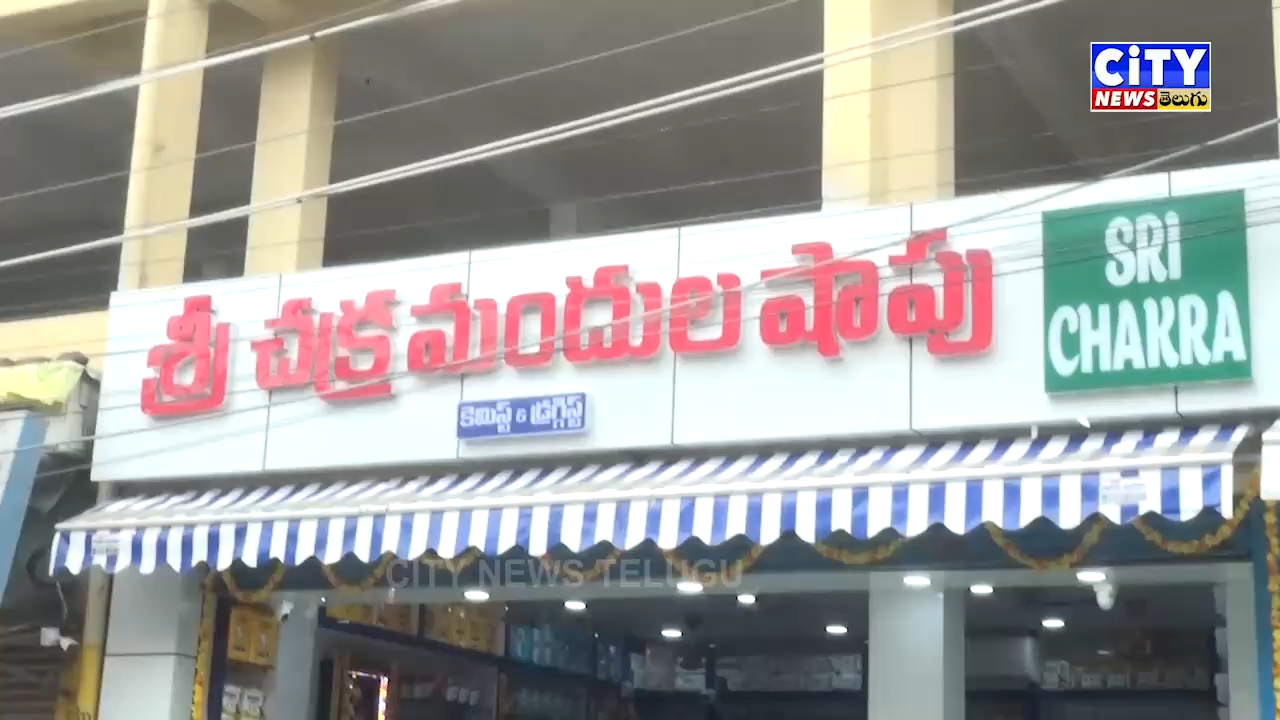 CiTY
NEWS తెలుగు
శ్రీ చక్ర మందుల షాపు
SRI
CHAKRA
కెమిస్ట్ & డ్రగ్గిస్ట్
CITY NEWS TELUGU